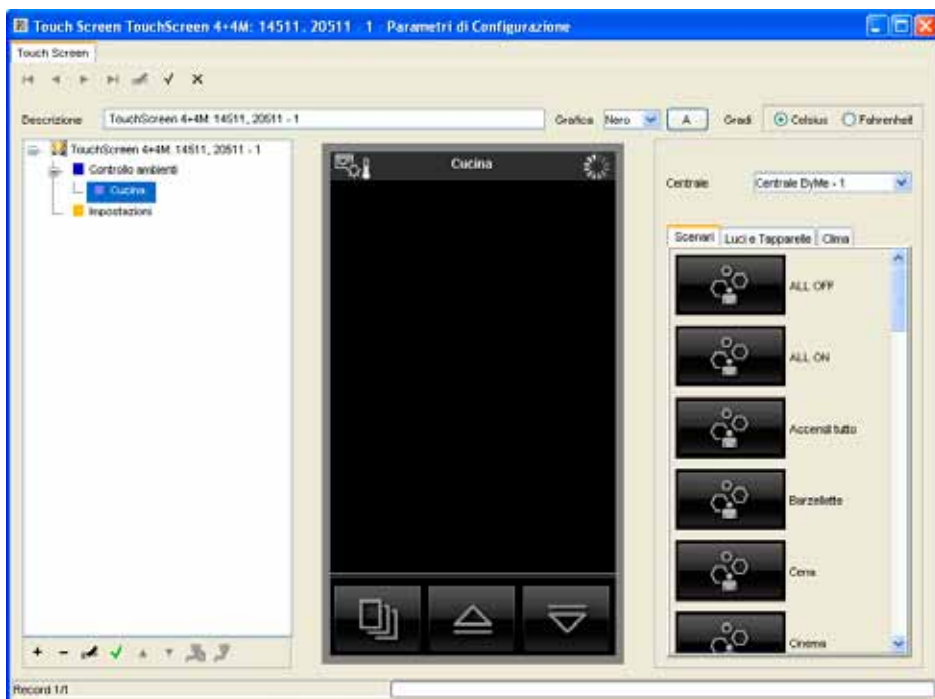 Touch Screen TouchScreen 4+4M: 14511, 20511 - 1 - Parametri di Configurazione
Touch Screen
Descrizione TouchScreen 4+4M: 14511, 20511 - 1 Grafica Nero A Gradi Celsius Fahrenheit
TouchScreen 4+4M: 14511, 20511 - 1
Controllo ambienti
Cucina
Impostazioni
Cucina
Centrale Centrale ByMe - 1
Scenari Luci e Tapparelle Clima
ALL OFF
ALL ON
Accendi tutto
Barzellette
Cena
Cinema
Record 1/1